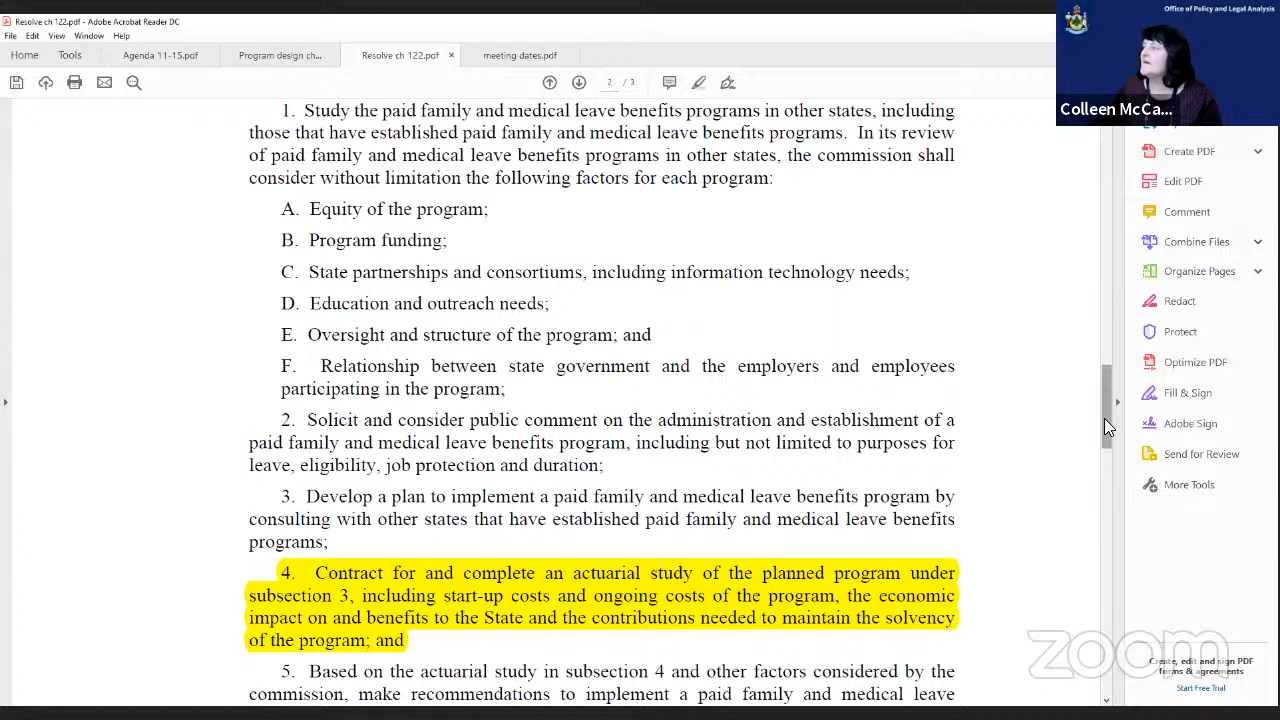 Resolve ch 122.pdf - Adobe Acrobat Reader DC
File Edit View Window Help
Home Tools Agenda 11-15.pdf Program design ch... Resolve ch 122.pdf × meeting dates.pdf
2 / 3
Office of Policy and Legal Analysis
Colleen McCa...
1. Study the paid family and medical leave benefits programs in other states, including
those that have established paid family and medical leave benefits programs. In its review
of paid family and medical leave benefits programs in other states, the commission shall
consider without limitation the following factors for each program:
A. Equity of the program;
B. Program funding;
C. State partnerships and consortiums, including information technology needs;
D. Education and outreach needs;
E. Oversight and structure of the program; and
F. Relationship between state government and the employers and employees
participating in the program;
2. Solicit and consider public comment on the administration and establishment of a
paid family and medical leave benefits program, including but not limited to purposes for
leave, eligibility, job protection and duration;
3. Develop a plan to implement a paid family and medical leave benefits program by
consulting with other states that have established paid family and medical leave benefits
programs;
4. Contract for and complete an actuarial study of the planned program under
subsection 3, including start-up costs and ongoing costs of the program, the economic
impact on and benefits to the State and the contributions needed to maintain the solvency
of the program; and
5. Based on the actuarial study in subsection 4 and other factors considered by the
commission, make recommendations to implement a paid family and medical leave
Create PDF
Edit PDF
Comment
Combine Files
Organize Pages
Redact
Protect
Optimize PDF
Fill & Sign
Adobe Sign
Send for Review
More Tools
zoom
Create, edit and sign PDF
forms & agreements
Start Free Trial